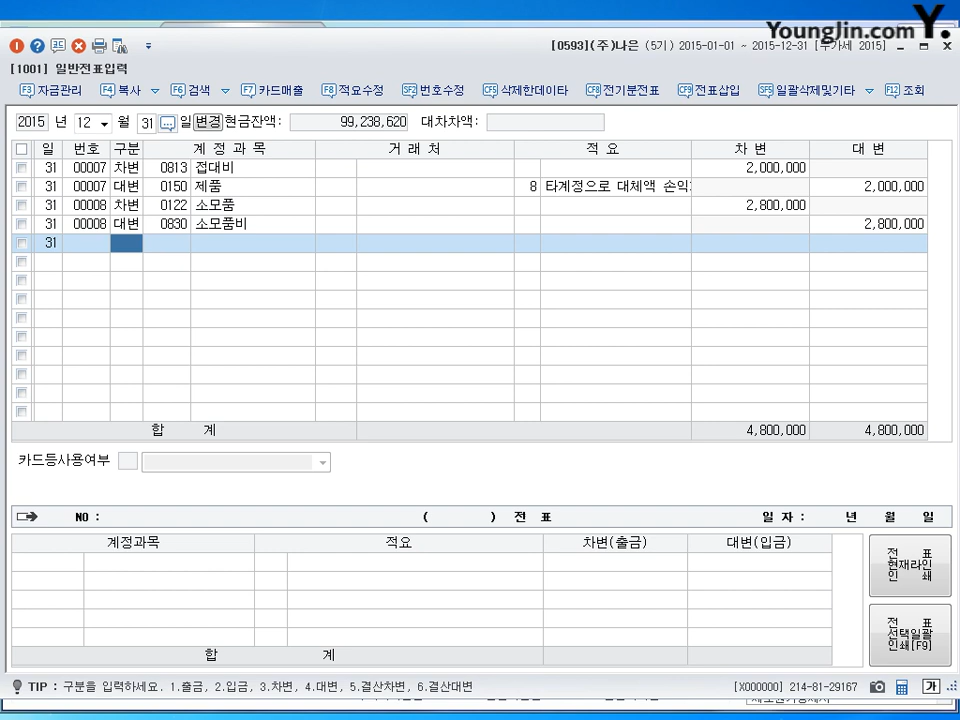 YoungJin.com Y.
[0593](주)나은 (5기) 2015-01-01 ~ 2015-12-31 [부가세 2015]
[1001] 일반전표입력
F3 자금관리 F4 복사 F6 검색 F7 카드매출 F8 적요수정 SF2 번호수정 CF5 삭제한데이타 CF8 전기분전표 CF9 전표삽입 SF5 일괄삭제및기타 F12 조회
2015 년 12 월 31 일 변경 현금잔액: 99,238,620 대차차액:
일 번호 구분 계 정 과 목 거 래 처 적 요 차 변 대 변
31 00007 차변 0813 접대비 2,000,000
31 00007 대변 0150 제품 8 타계정으로 대체액 손익 2,000,000
31 00008 차변 0122 소모품 2,800,000
31 00008 대변 0830 소모품비 2,800,000
31
합 계 4,800,000 4,800,000
카드등사용여부
NO : ( ) 전 표 일 자 : 년 월 일
계정과목 적요 차변(출금) 대변(입금)
전 표
현재라인
인 쇄
전 표
선택일괄
인쇄[F9]
합 계
TIP : 구분을 입력하세요. 1.출금, 2.입금, 3.차변, 4.대변, 5.결산차변, 6.결산대변 [X000000] 214-81-29167 가